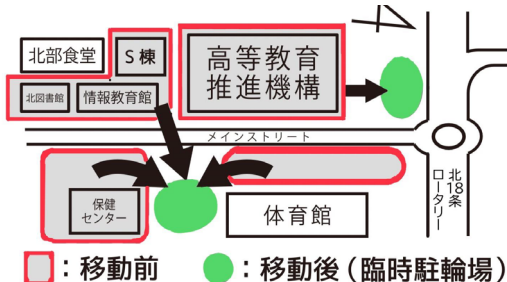 北部食堂
S棟
高等教育
推進機構
北図書館
情報教育館
メインストリート
保健
センター
体育館
北18条
ロータリー
：移動前
：移動後（臨時駐輪場）